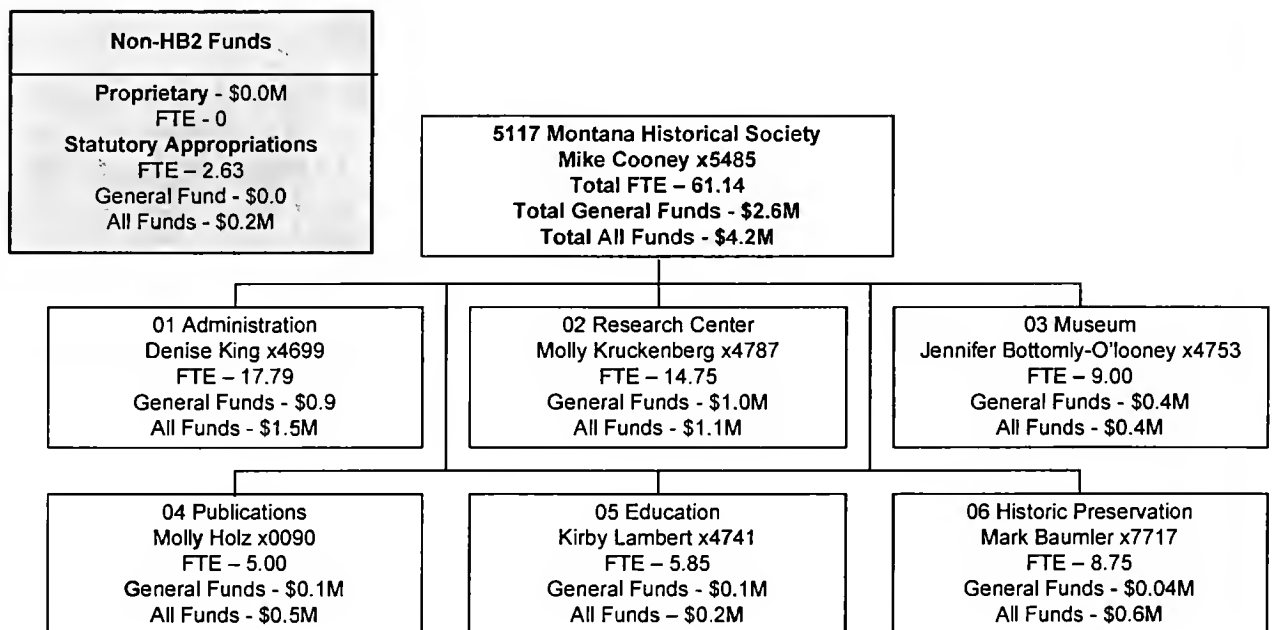 Non-HB2 Funds
Proprietary - $0.0M
FTE - 0
Statutory Appropriations
FTE – 2.63
General Fund - $0.0
All Funds - $0.2M
5117 Montana Historical Society
Mike Cooney x5485
Total FTE – 61.14
Total General Funds - $2.6M
Total All Funds - $4.2M
01 Administration
Denise King x4699
FTE – 17.79
General Funds - $0.9
All Funds - $1.5M
02 Research Center
Molly Kruckenberg x4787
FTE – 14.75
General Funds - $1.0M
All Funds - $1.1M
03 Museum
Jennifer Bottomly-O'looney x4753
FTE – 9.00
General Funds - $0.4M
All Funds - $0.4M
04 Publications
Molly Holz x0090
FTE – 5.00
General Funds - $0.1M
All Funds - $0.5M
05 Education
Kirby Lambert x4741
FTE – 5.85
General Funds - $0.1M
All Funds – $0.2M
06 Historic Preservation
Mark Baumler x7717
FTE – 8.75
General Funds - $0.04M
All Funds - $0.6M